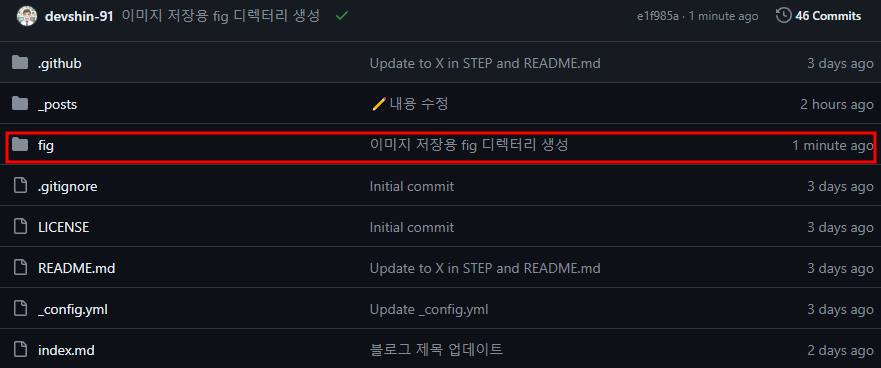 devshin-91 이미지 저장용 fig 디렉터리 생성 e1f985a · 1 minute ago 46 Commits
.github Update to X in STEP and README.md 3 days ago
_posts 내용 수정 2 hours ago
fig 이미지 저장용 fig 디렉터리 생성 1 minute ago
.gitignore Initial commit 3 days ago
LICENSE Initial commit 3 days ago
README.md Update to X in STEP and README.md 3 days ago
_config.yml Update _config.yml 3 days ago
index.md 블로그 제목 업데이트 2 days ago